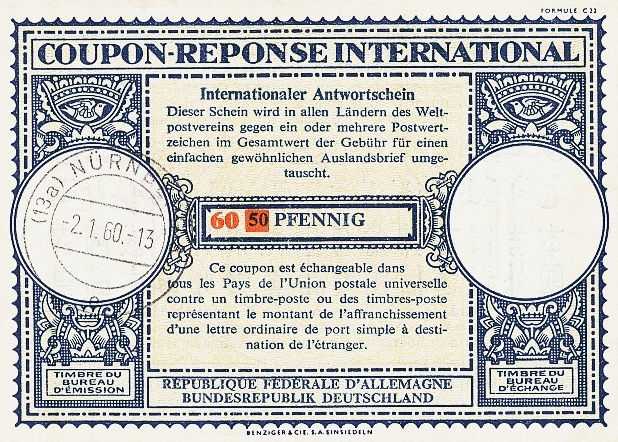 FORMULE C22
COUPON-REPONSE INTERNATIONAL
Internationaler Antwortschein
Dieser Schein wird in allen Ländern des Welt-
postvereins gegen ein oder mehrere Postwert-
zeichen im Gesamtwert der Gebühr für einen
einfachen gewöhnlichen Auslandsbrief umge-
tauscht.
(13a) NÜRNB
-2.1.60.-13
60 50 PFENNIG
Ce coupon est échangeable dans
tous les Pays de l'Union postale universelle
contre un timbre-poste ou des timbres-poste
représentant le montant de l'affranchissement
d'une lettre ordinaire de port simple à desti-
nation de l'étranger.
TIMBRE DU
BUREAU
D'ÉMISSION
RÉPUBLIQUE FÉDERALE D'ALLEMAGNE
BUNDESREPUBLIK DEUTSCHLAND
TIMBRE DU
BUREAU
D'ÉCHANGE
BENZIGER & CIE. S.A. EINSIEDELN